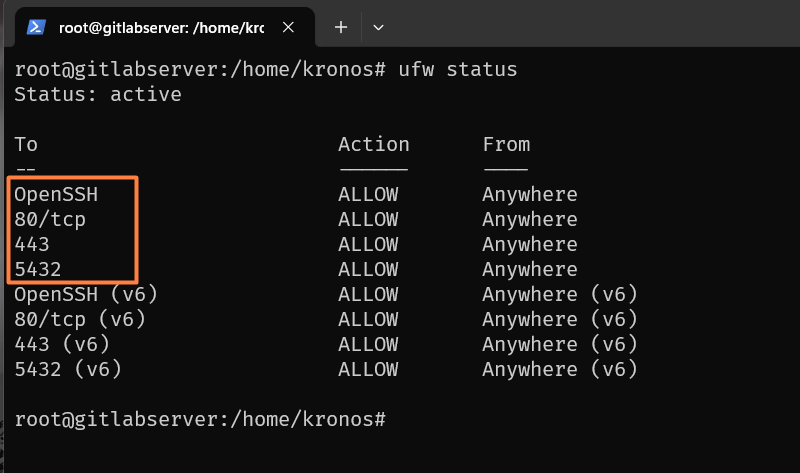 root@gitlabserver: /home/krc
root@gitlabserver:/home/kronos# ufw status
Status: active
To Action From
-- ------ ----
OpenSSH ALLOW Anywhere
80/tcp ALLOW Anywhere
443 ALLOW Anywhere
5432 ALLOW Anywhere
OpenSSH (v6) ALLOW Anywhere (v6)
80/tcp (v6) ALLOW Anywhere (v6)
443 (v6) ALLOW Anywhere (v6)
5432 (v6) ALLOW Anywhere (v6)
root@gitlabserver:/home/kronos#